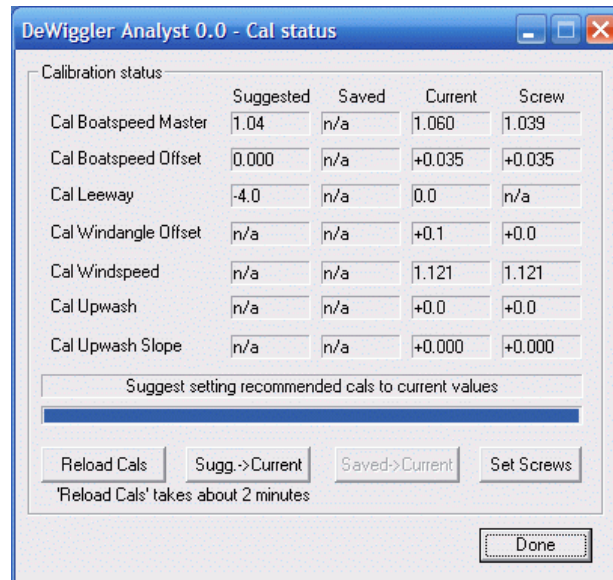 DeWiggler Analyst 0.0 - Cal status
Calibration status
Suggested Saved Current Screw
Cal Boatspeed Master 1.04 n/a 1.060 1.039
Cal Boatspeed Offset 0.000 n/a +0.035 +0.035
Cal Leeway -4.0 n/a 0.0 n/a
Cal Windangle Offset n/a n/a +0.1 +0.0
Cal Windspeed n/a n/a 1.121 1.121
Cal Upwash n/a n/a +0.0 +0.0
Cal Upwash Slope n/a n/a +0.000 +0.000
Suggest setting recommended cals to current values
Reload Cals Sugg.->Current Saved->Current Set Screws
'Reload Cals' takes about 2 minutes
Done